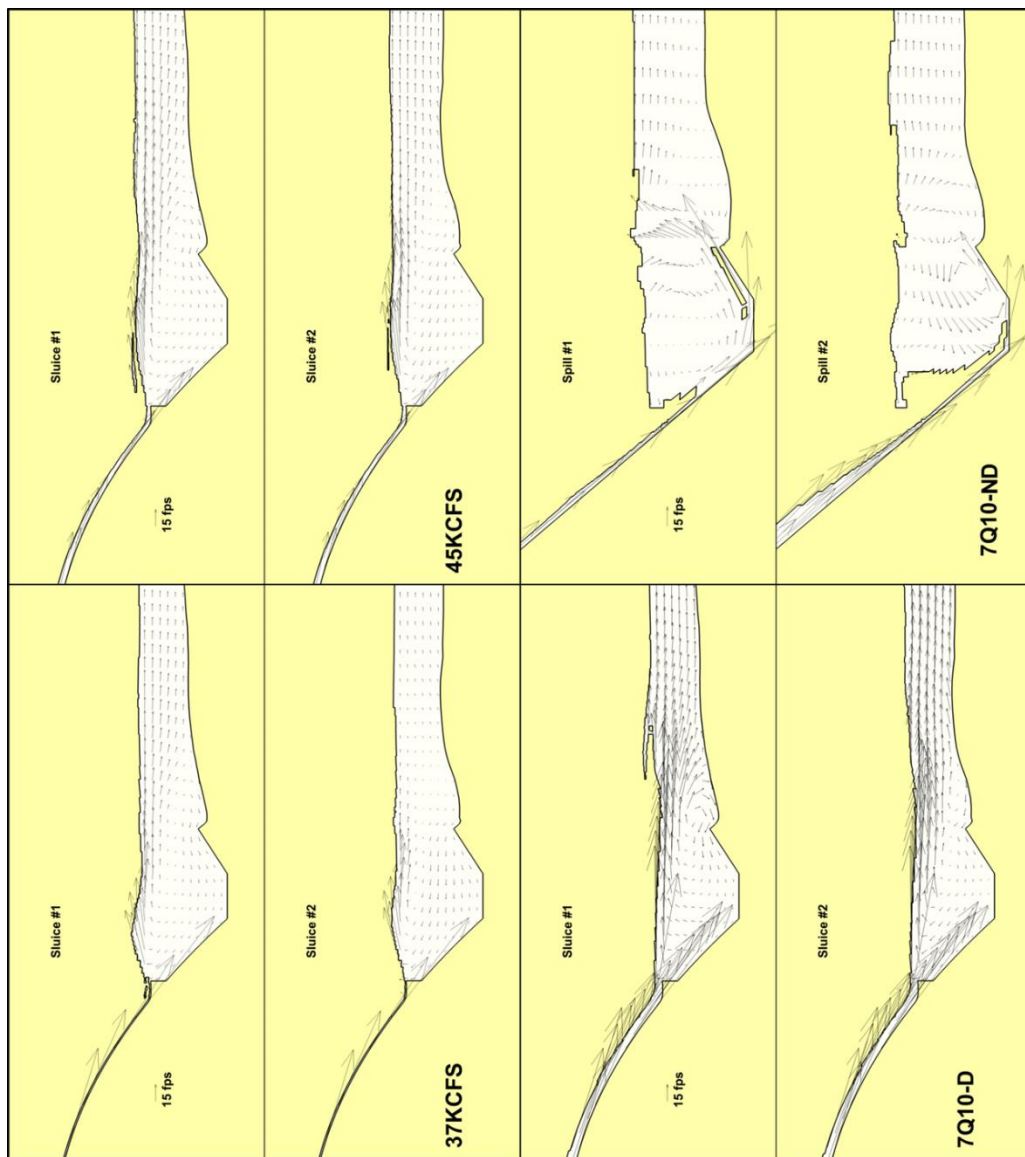 Sluice #1
15 fps
Sluice #2
37KCFS
Sluice #1
15 fps
Sluice #2
45KCFS
Sluice #1
15 fps
Sluice #2
7Q10-D
Spill #1
15 fps
Spill #2
7Q10-ND